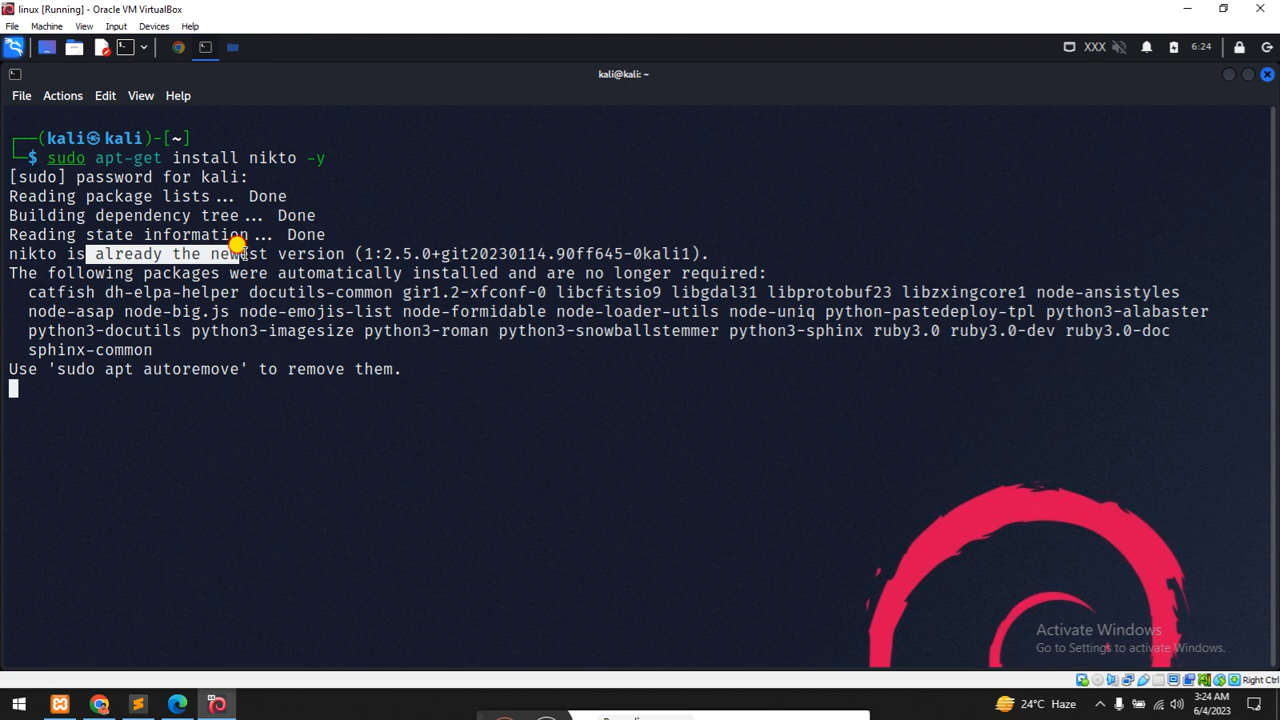 linux [Running] - Oracle VM VirtualBox
File Machine View Input Devices Help
XXX 6:24
kali@kali: ~
File Actions Edit View Help
┌──(kali㉿kali)-[~]
└─$ sudo apt-get install nikto -y
[sudo] password for kali:
Reading package lists... Done
Building dependency tree... Done
Reading state information... Done
nikto is already the newest version (1:2.5.0+git20230114.90ff645-0kali1).
The following packages were automatically installed and are no longer required:
catfish dh-elpa-helper docutils-common gir1.2-xfconf-0 libcfitsio9 libgdal31 libprotobuf23 libzxingcore1 node-ansistyles
node-asap node-big.js node-emojis-list node-formidable node-loader-utils node-uniq python-pastedeploy-tpl python3-alabaster
python3-docutils python3-imagesize python3-roman python3-snowballstemmer python3-sphinx ruby3.0 ruby3.0-dev ruby3.0-doc
sphinx-common
Use 'sudo apt autoremove' to remove them.
Activate Windows
Go to Settings to activate Windows.
Right Ctrl
24°C Haze
3:24 AM
6/4/2023